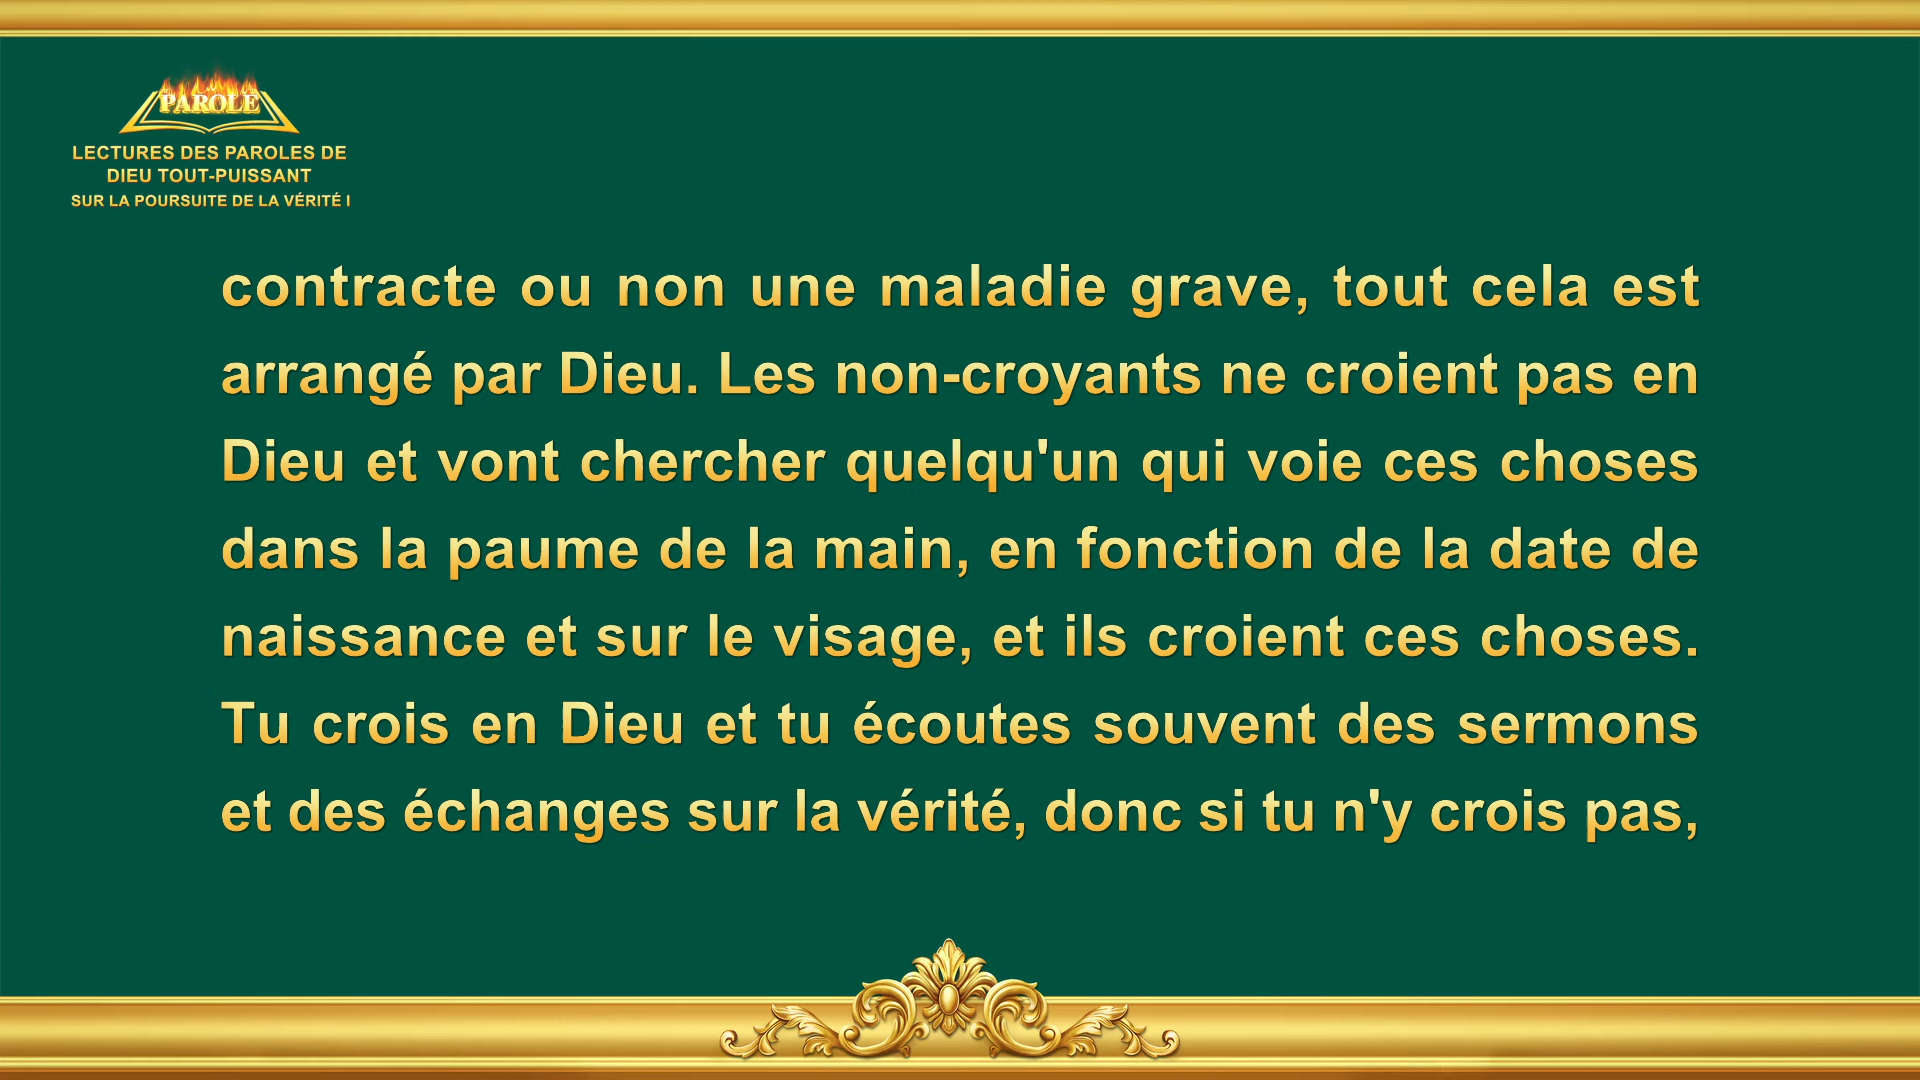 PAROLE
LECTURES DES PAROLES DE
DIEU TOUT-PUISSANT
SUR LA POURSUITE DE LA VÉRITÉ I
contracte ou non une maladie grave, tout cela est
arrangé par Dieu. Les non-croyants ne croient pas en
Dieu et vont chercher quelqu'un qui voie ces choses
dans la paume de la main, en fonction de la date de
naissance et sur le visage, et ils croient ces choses.
Tu crois en Dieu et tu écoutes souvent des sermons
et des échanges sur la vérité, donc si tu n'y crois pas,